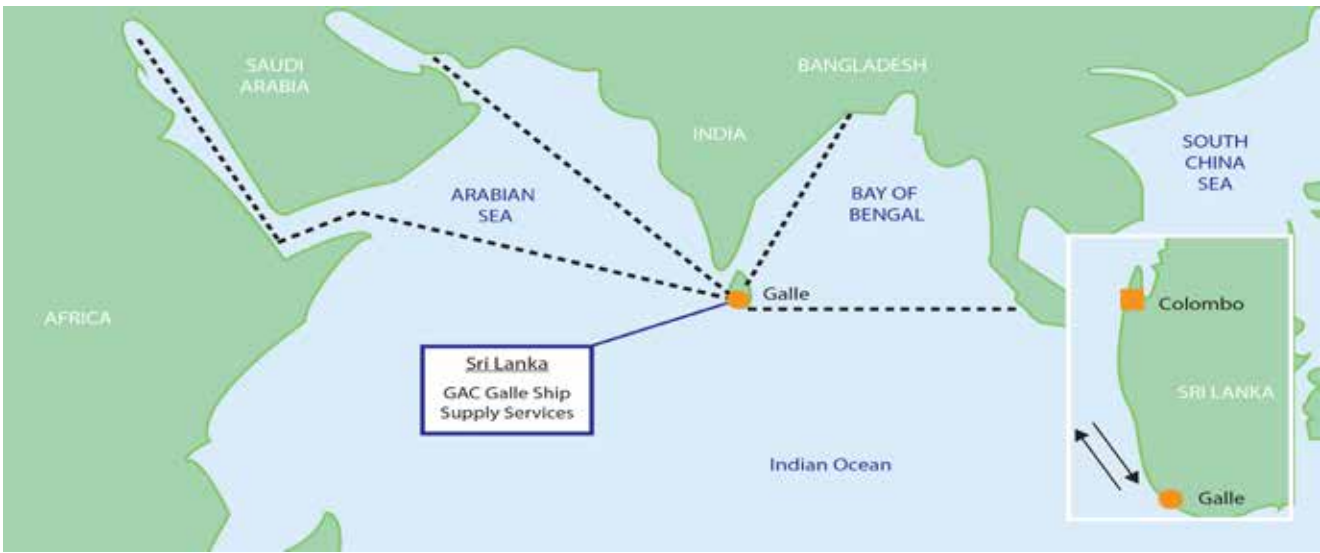 SAUDI
ARABIA
BANGLADESH
INDIA
SOUTH
CHINA
SEA
ARABIAN
SEA
BAY OF
BENGAL
Galle
AFRICA
Colombo
Sri Lanka
GAC Galle Ship
Supply Services
SRI LANKA
Indian Ocean
Galle